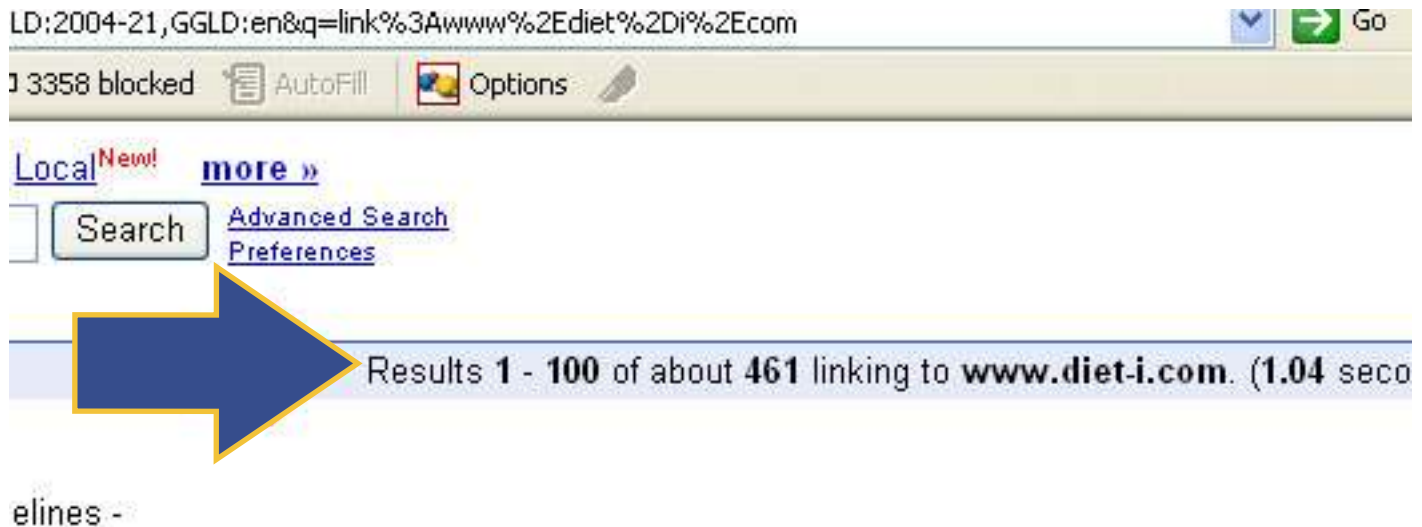 LD:2004-21,GGLD:en&q=link%3Awww%2Ediet%2Di%2Ecom Go
3358 blocked AutoFill Options
Local New! more »
Search Advanced Search
Preferences
Results 1 - 100 of about 461 linking to www.diet-i.com. (1.04 seco
elines -